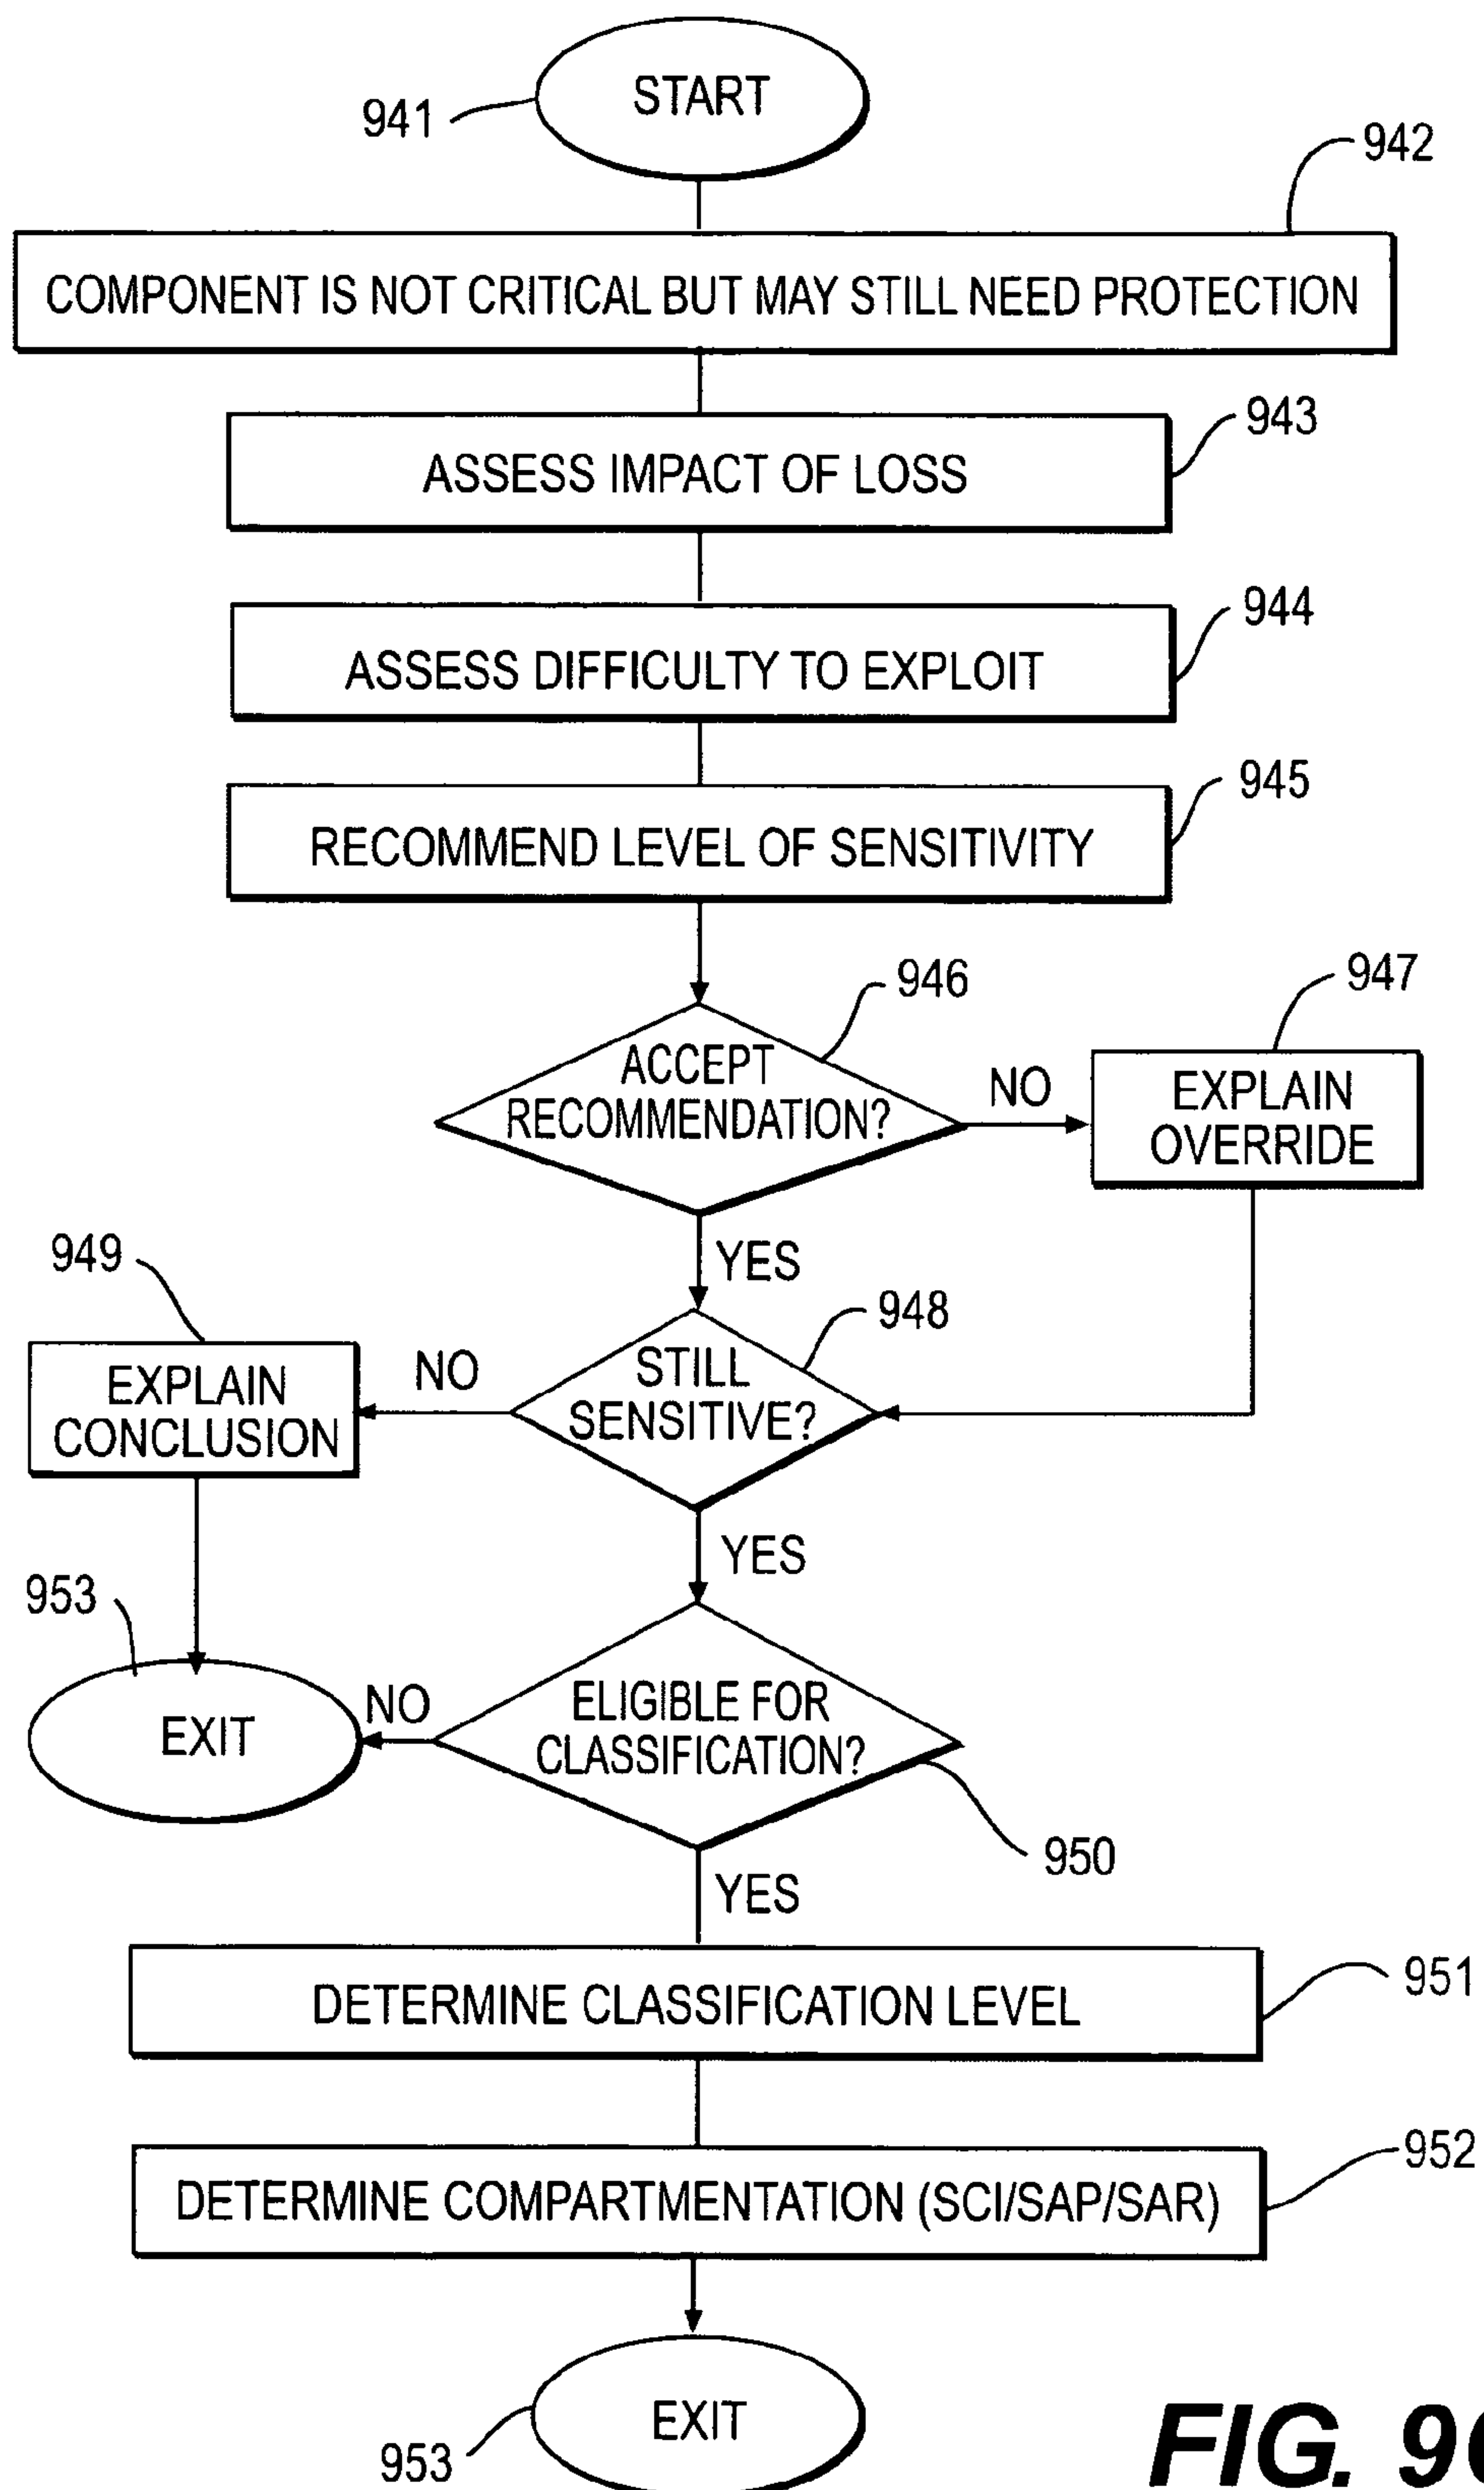 START
941
942
COMPONENT IS NOT CRITICAL BUT MAY STILL NEED PROTECTION
943
ASSESS IMPACT OF LOSS
944
ASSESS DIFFICULTY TO EXPLOIT
945
RECOMMEND LEVEL OF SENSITIVITY
946
947
ACCEPT
RECOMMENDATION?
NO
EXPLAIN
OVERRIDE
YES
949
948
STILL
SENSITIVE?
NO
EXPLAIN
CONCLUSION
YES
953
EXIT
NO
ELIGIBLE FOR
CLASSIFICATION?
950
YES
951
DETERMINE CLASSIFICATION LEVEL
952
DETERMINE COMPARTMENTATION (SCI/SAP/SAR)
EXIT
953
FIG.